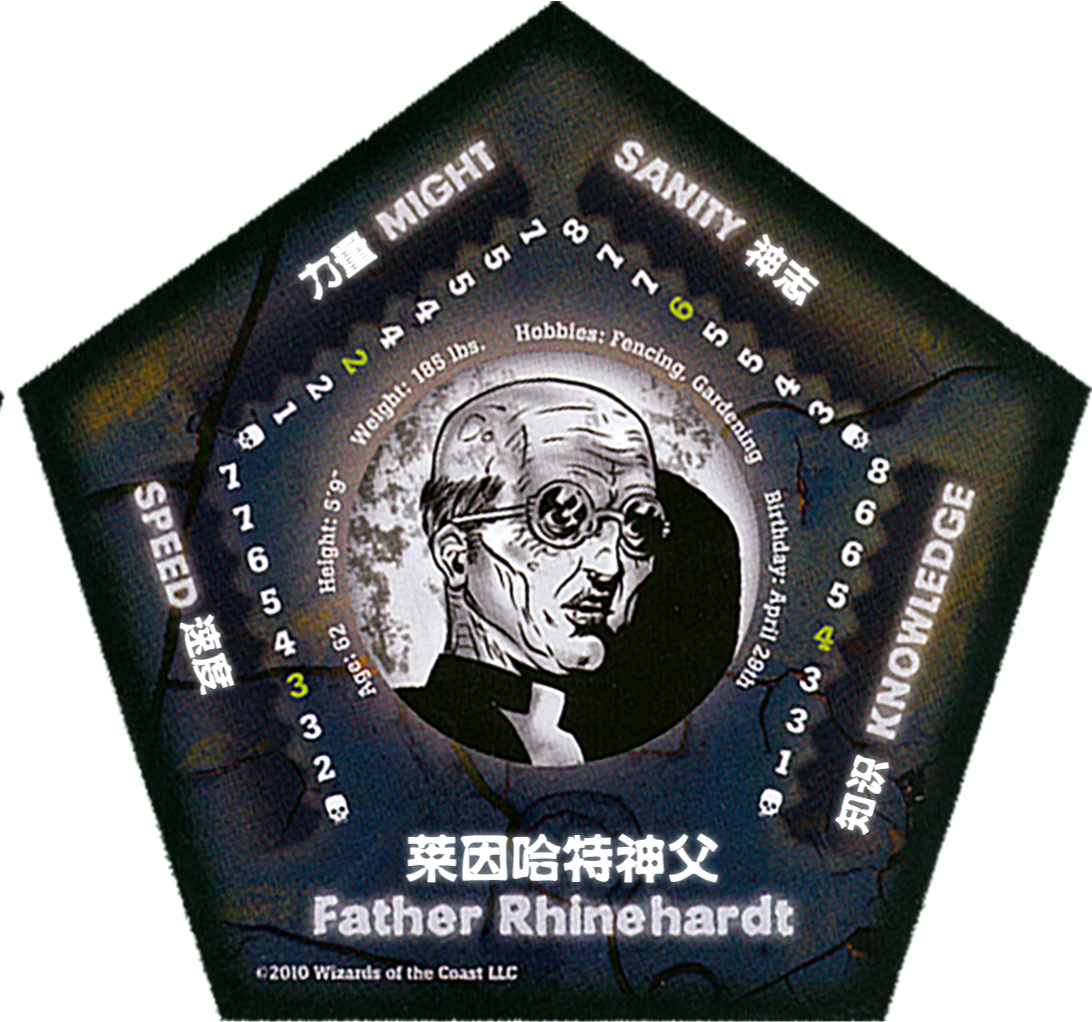 力量 MIGHT
1 2 2 4 4 5 5 7
SANITY 神志
8 7 7 6 5 5 4 3
SPEED 速度
7 7 6 5 4 3 3 2
知识 KNOWLEDGE
8 6 6 5 4 3 3 1
Age: 62
Height: 5'9"
Weight: 185 lbs.
Hobbies: Fencing, Gardening
Birthday: April 29th
莱因哈特神父
Father Rhinehardt
©2010 Wizards of the Coast LLC